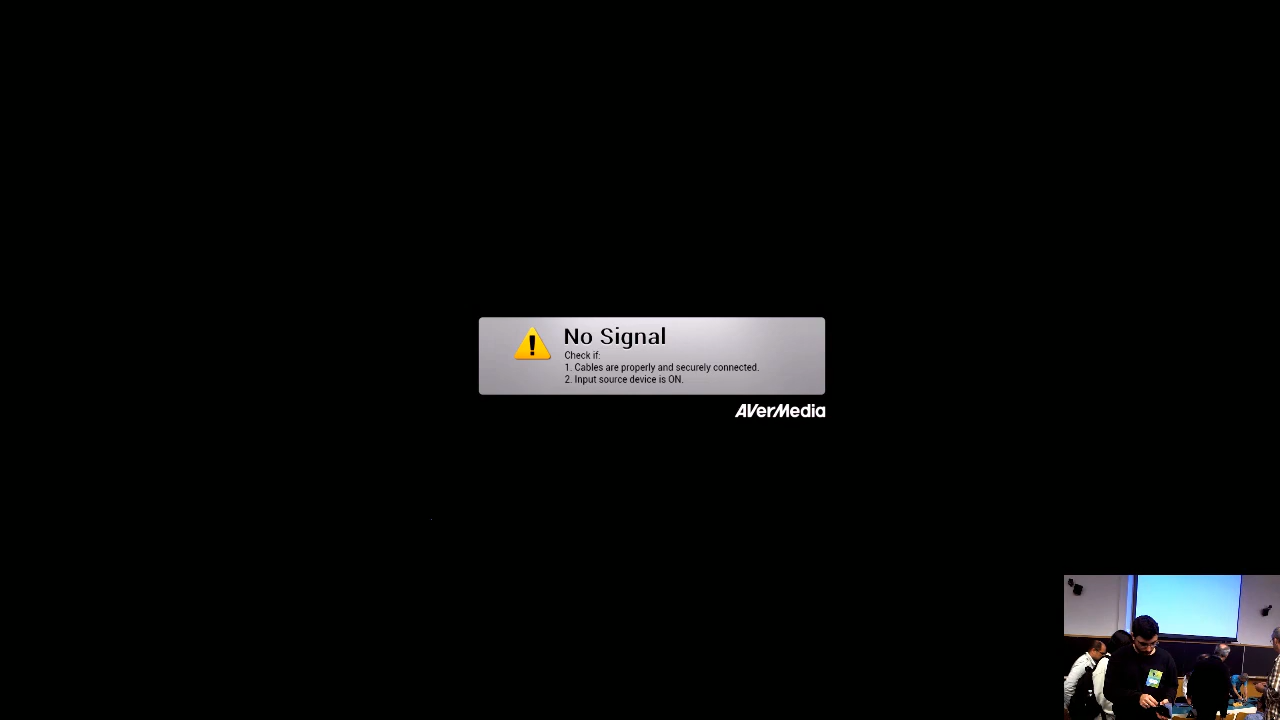 No Signal
Check if:
1. Cables are properly and securely connected.
2. Input source device is ON.
AVerMedia